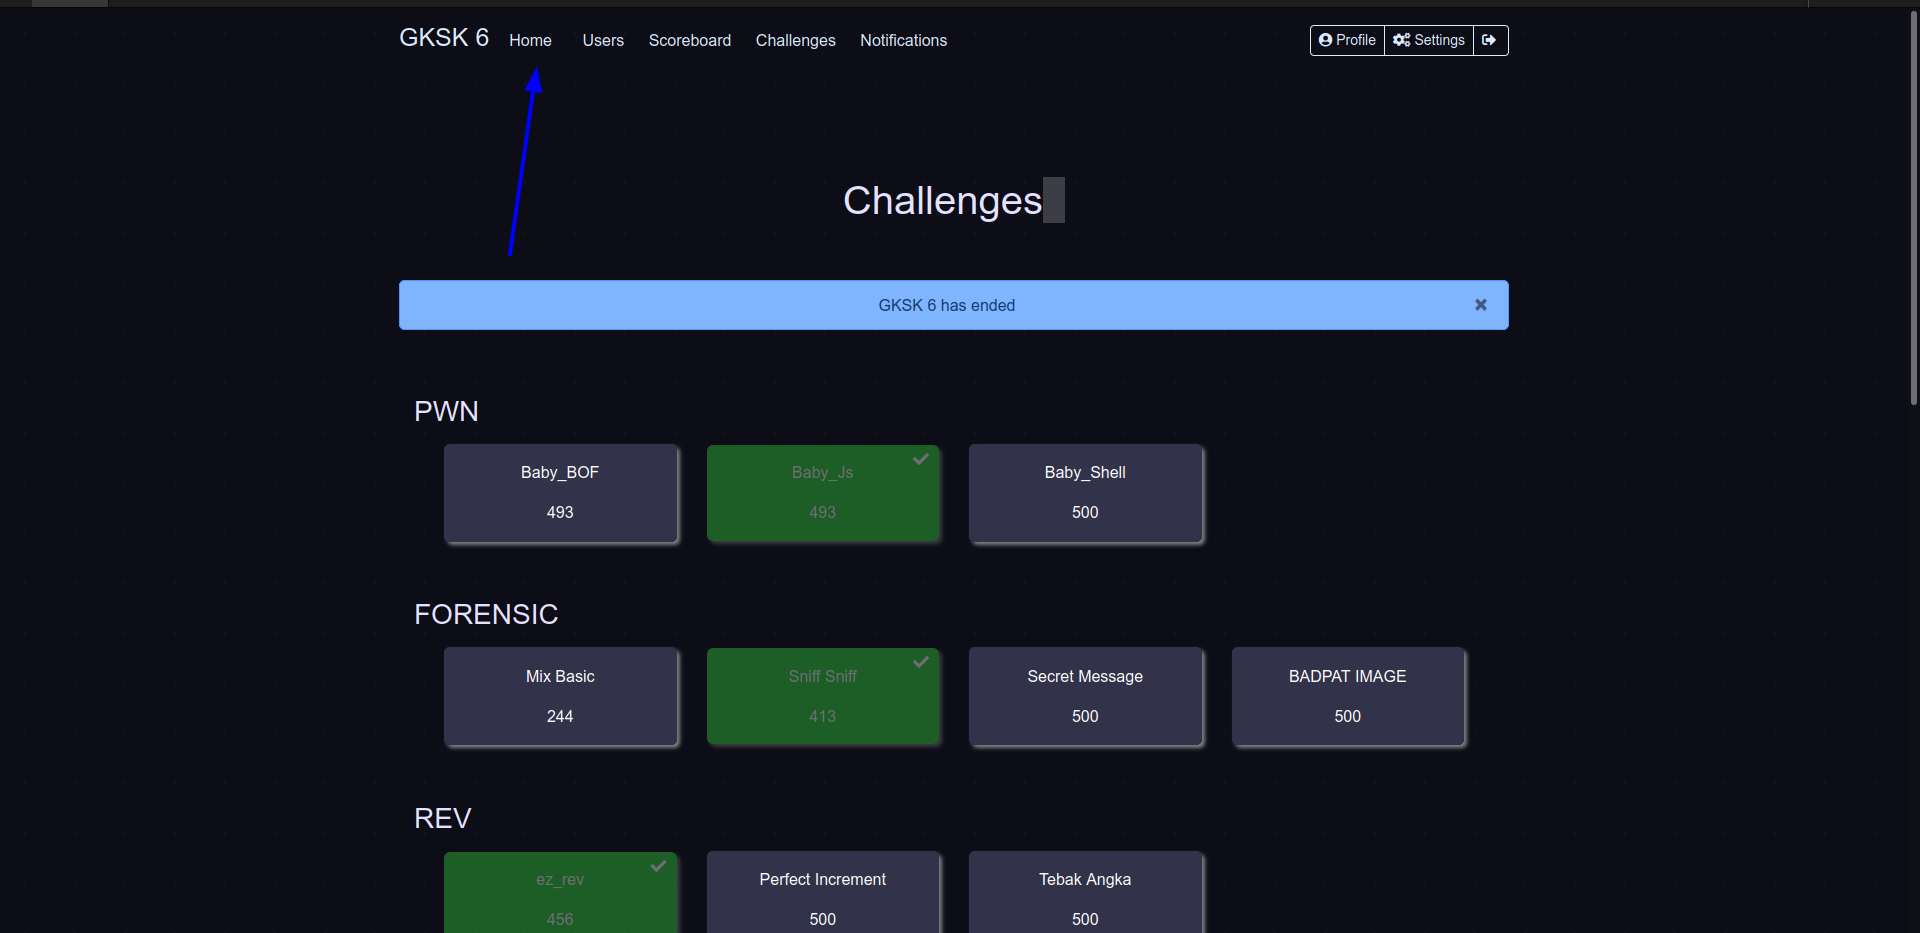 GKSK 6 Home Users Scoreboard Challenges Notifications Profile Settings
Challenges
GKSK 6 has ended
PWN
Baby_BOF Baby_Js Baby_Shell
493 493 500
FORENSIC
Mix Basic Sniff Sniff Secret Message BADPAT IMAGE
244 413 500 500
REV
ez_rev Perfect Increment Tebak Angka
456 500 500